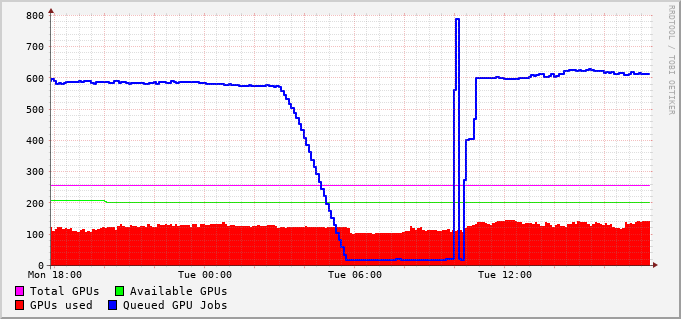 800
700
600
500
400
300
200
100
0
Mon 18:00 Tue 00:00 Tue 06:00 Tue 12:00
Total GPUs Available GPUs
GPUs used Queued GPU Jobs
RRDTOOL / TOBI OETIKER